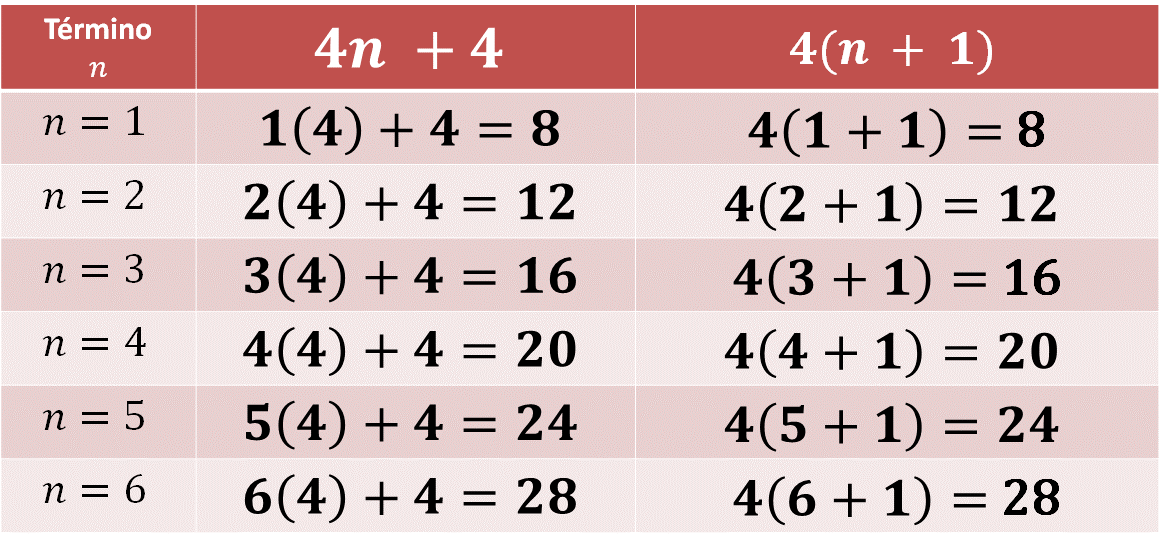 Término
n
4n + 4
4(n + 1)
n = 1
1(4) + 4 = 8
4(1 + 1) = 8
n = 2
2(4) + 4 = 12
4(2 + 1) = 12
n = 3
3(4) + 4 = 16
4(3 + 1) = 16
n = 4
4(4) + 4 = 20
4(4 + 1) = 20
n = 5
5(4) + 4 = 24
4(5 + 1) = 24
n = 6
6(4) + 4 = 28
4(6 + 1) = 28